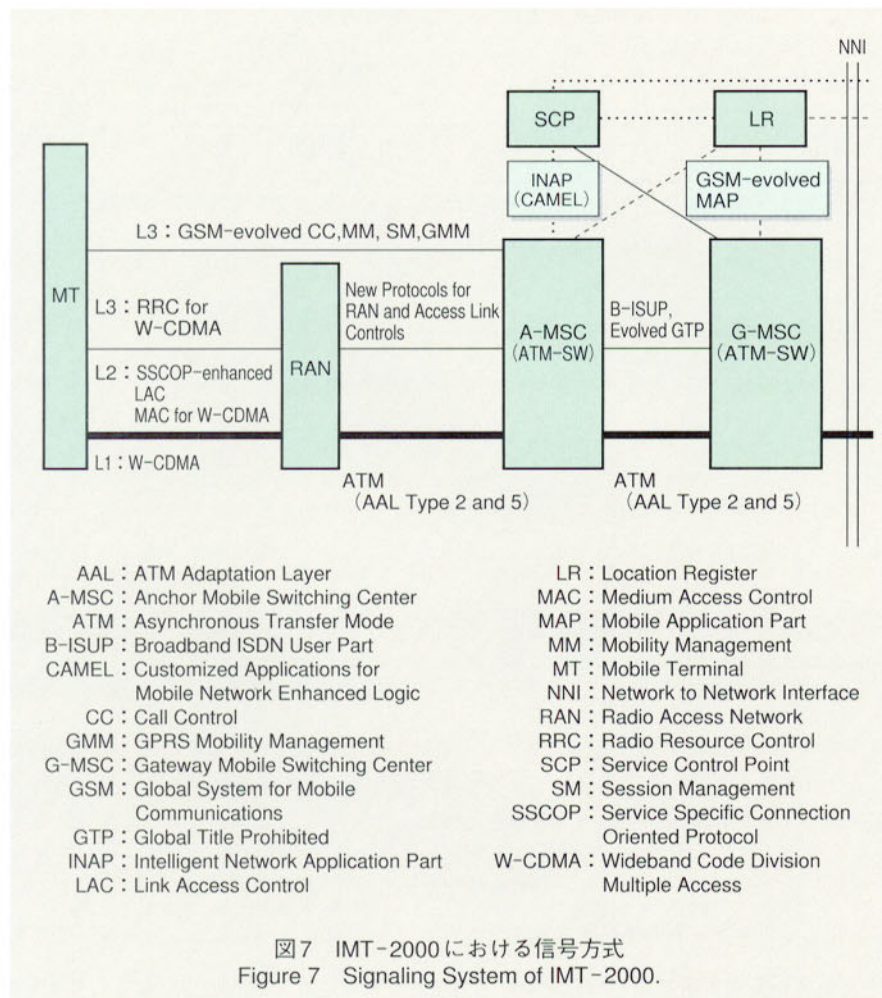 NNI
SCP
LR
INAP
(CAMEL)
GSM-evolved
MAP
L3：GSM-evolved CC,MM, SM,GMM
MT
L3：RRC for
W-CDMA
RAN
New Protocols for
RAN and Access Link
Controls
A-MSC
(ATM-SW)
B-ISUP,
Evolved GTP
G-MSC
(ATM-SW)
L2：SSCOP-enhanced
LAC
MAC for W-CDMA
L1：W-CDMA
ATM
(AAL Type 2 and 5)
ATM
(AAL Type 2 and 5)
AAL：ATM Adaptation Layer
A-MSC：Anchor Mobile Switching Center
ATM：Asynchronous Transfer Mode
B-ISUP：Broadband ISDN User Part
CAMEL：Customized Applications for
Mobile Network Enhanced Logic
CC：Call Control
GMM：GPRS Mobility Management
G-MSC：Gateway Mobile Switching Center
GSM：Global System for Mobile
Communications
GTP：Global Title Prohibited
INAP：Intelligent Network Application Part
LAC：Link Access Control
LR：Location Register
MAC：Medium Access Control
MAP：Mobile Application Part
MM：Mobility Management
MT：Mobile Terminal
NNI：Network to Network Interface
RAN：Radio Access Network
RRC：Radio Resource Control
SCP：Service Control Point
SM：Session Management
SSCOP：Service Specific Connection
Oriented Protocol
W-CDMA：Wideband Code Division
Multiple Access
図7 IMT-2000における信号方式
Figure 7 Signaling System of IMT-2000.